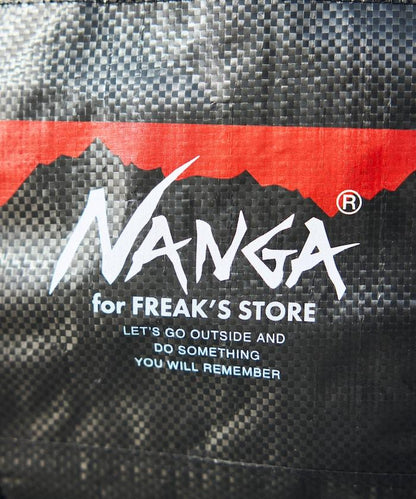 NANGA®
for FREAK'S STORE
LET'S GO OUTSIDE AND
DO SOMETHING
YOU WILL REMEMBER